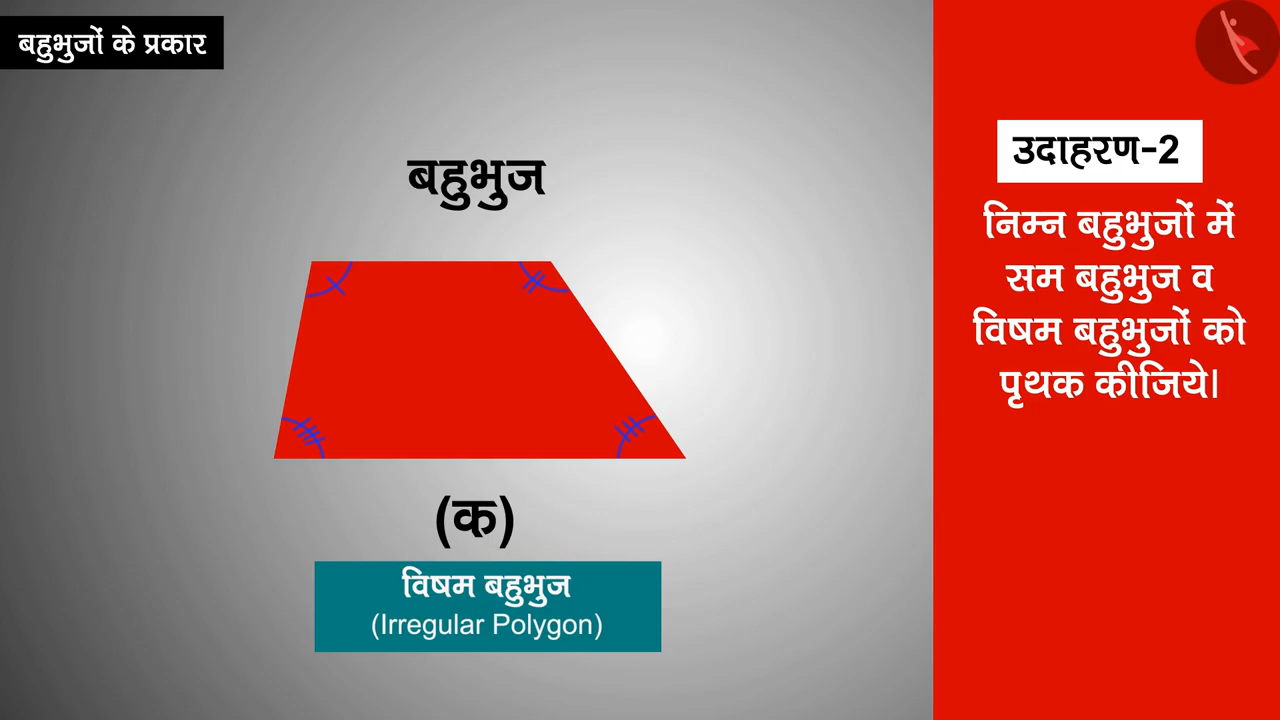 बहुभुजों के प्रकार
बहुभुज
(क)
विषम बहुभुज
(Irregular Polygon)
उदाहरण-2
निम्न बहुभुजों में
सम बहुभुज व
विषम बहुभुजों को
पृथक कीजिये।